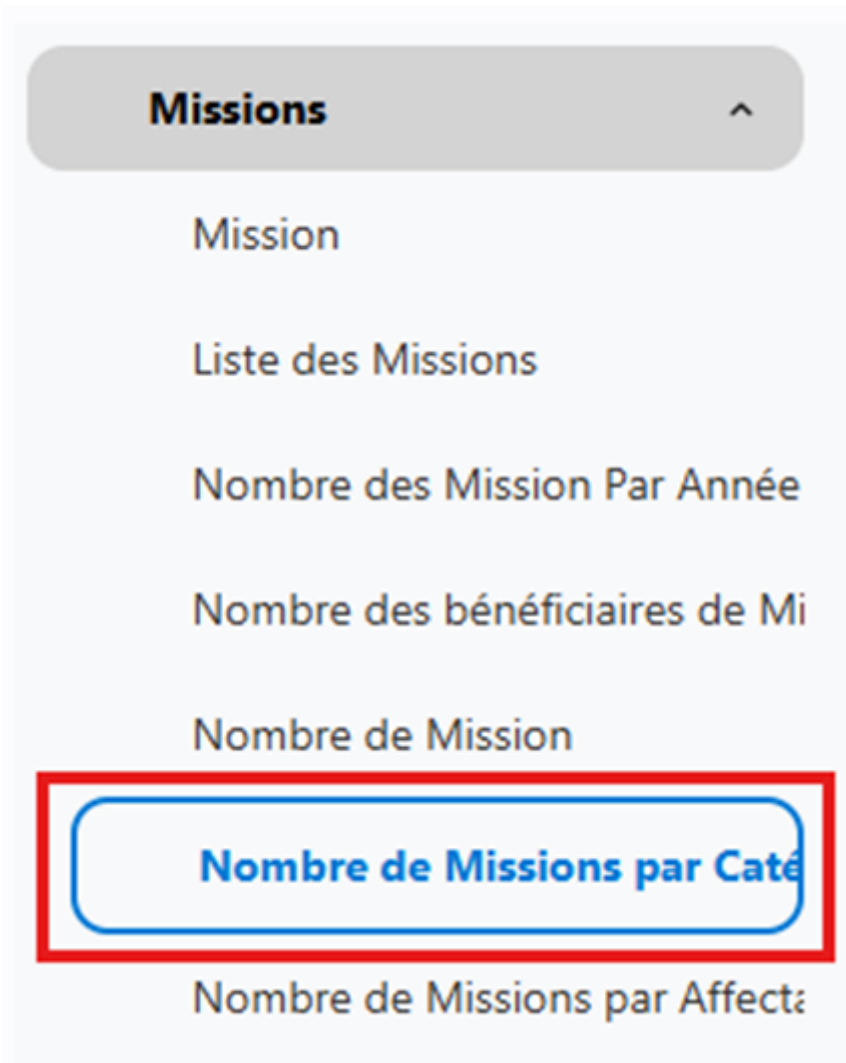 Missions
Mission
Liste des Missions
Nombre des Mission Par Année
Nombre des bénéficiaires de Mi
Nombre de Mission
Nombre de Missions par Caté
Nombre de Missions par Affecta